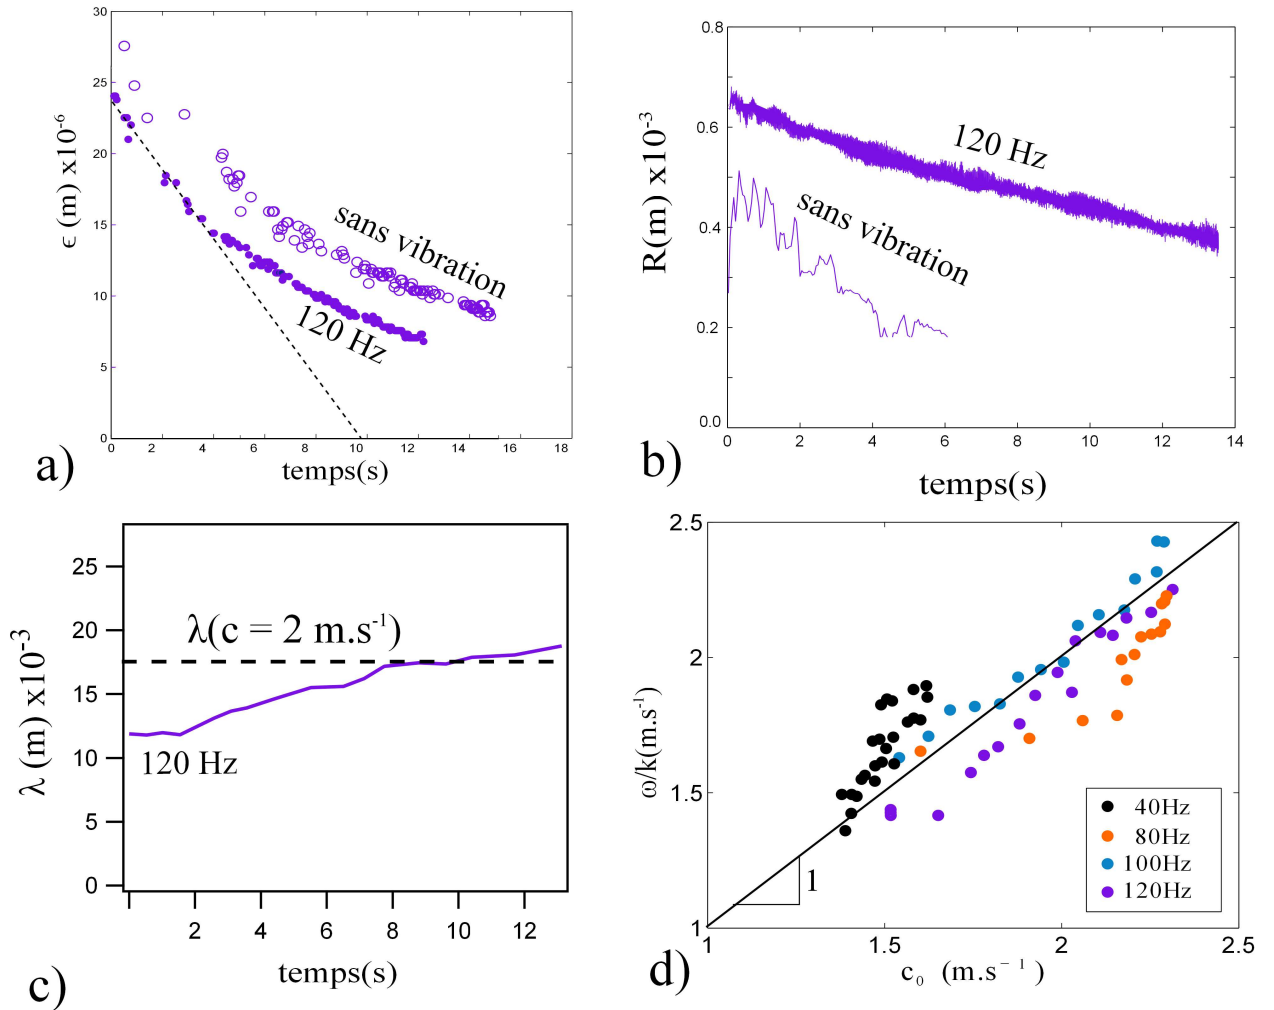 30
25
20
15
10
5
0
ϵ (m) x10⁻⁶
sans vibration
120 Hz
0 2 4 6 8 10 12 14 16 18
temps(s)
a)
0.8
0.6
0.4
0.2
0.0
R(m) x10⁻³
120 Hz
sans vibration
0 2 4 6 8 10 12 14
temps(s)
b)
25
20
15
10
5
0
λ (m) x10⁻³
λ(c = 2 m.s⁻¹)
120 Hz
2 4 6 8 10 12
temps(s)
c)
2.5
2
1.5
1
ω/k(m.s⁻¹)
1
40Hz
80Hz
100Hz
120Hz
1 1.5 2 2.5
c₀ (m.s⁻¹)
d)